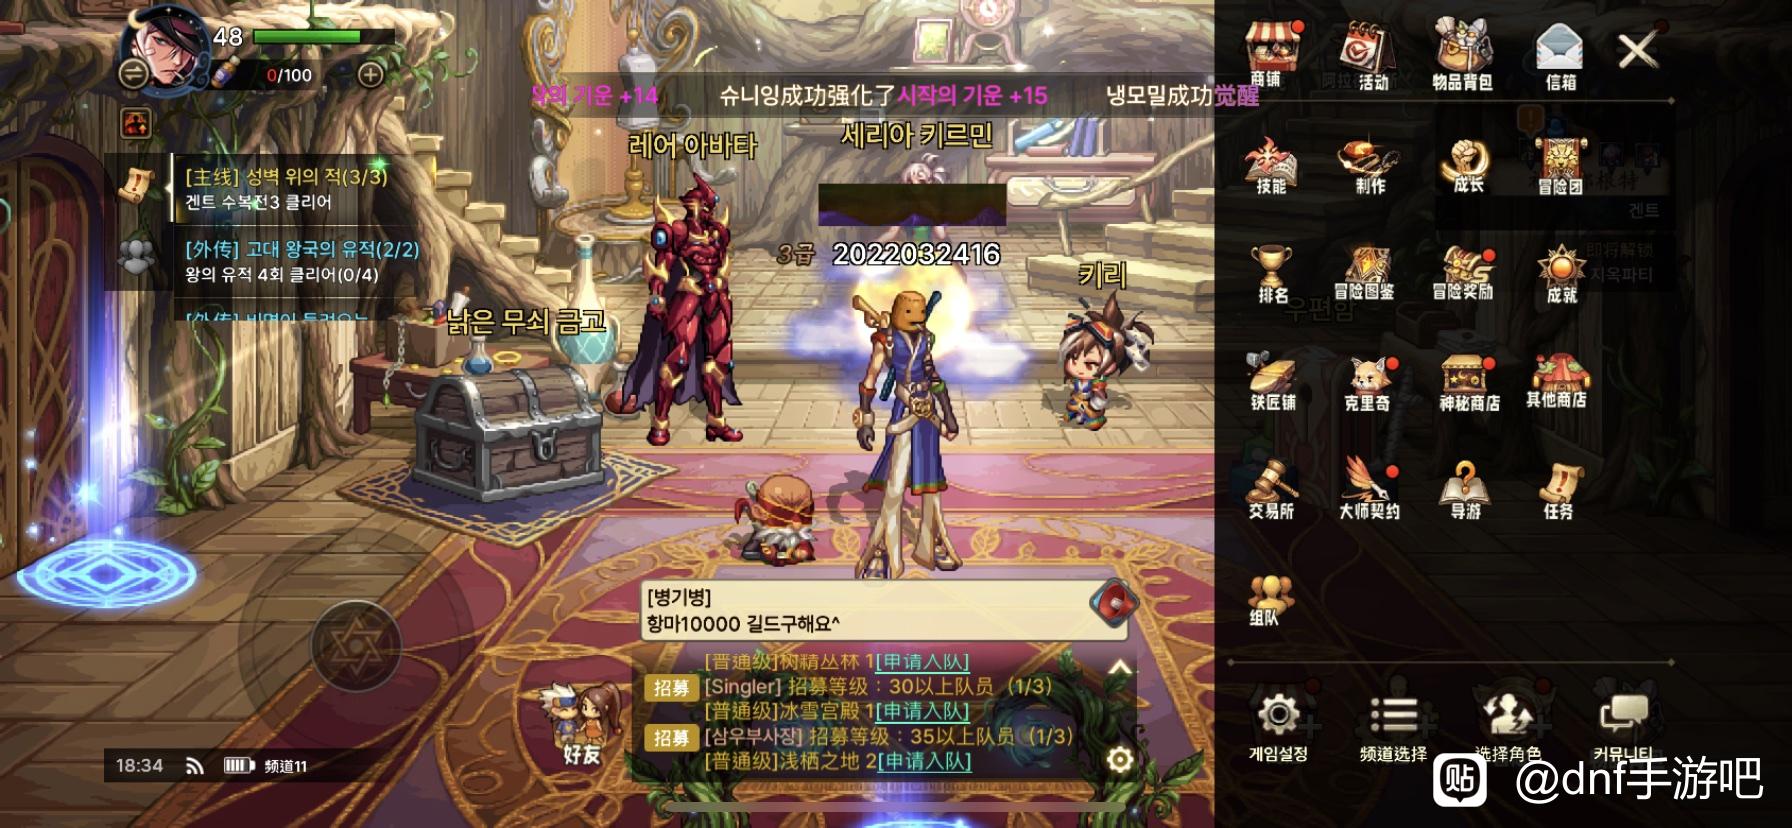 48
0/100
작의 기운 +14
슈니잉成功强化了시작의 기운 +15
냉모밀成功觉醒
레어 아바타
세리아 키르민
[主线] 성벽 위의 적(3/3)
겐트 수복전3 클리어
[外传] 고대 왕국의 유적(2/2)
왕의 유적 4회 클리어(0/4)
3급 2022032416
키리
낡은 무쇠 금고
商铺
活动
物品背包
信箱
技能
制作
成长
冒险团
겐트
排名
冒险图鉴
冒险奖励
成就
即将解锁
지옥파티
우편함
铁匠铺
克里奇
神秘商店
其他商店
交易所
大师契约
导游
任务
组队
[병기병]
항마10000 길드구해요^
[普通级]树精丛林 1[申请入队]
招募 [Singler] 招募等级：30以上队员（1/3）
[普通级]冰雪宫殿 1[申请入队]
招募 [삼우부사장] 招募等级：35以上队员（1/3）
[普通级]浅栖之地 2[申请入队]
好友
18:34
频道11
게임설정
频道选择
选择角色
커뮤니티
贴 @dnf手游吧